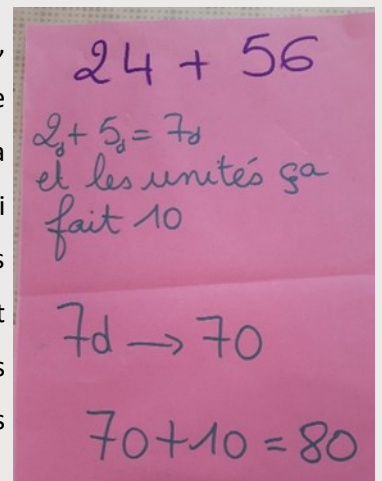 24 + 56
2d + 5d = 7d
et les unités ça
fait 10
7d → 70
70 + 10 = 80